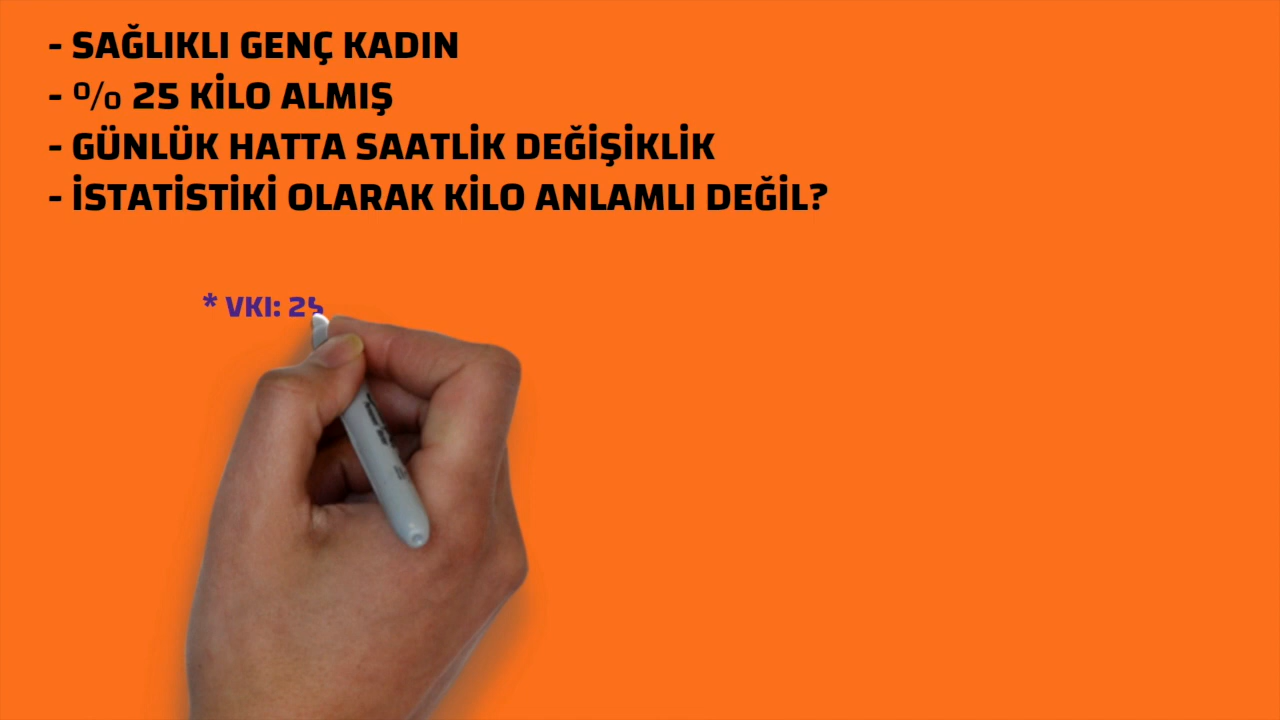 - SAĞLIKLI GENÇ KADIN
- % 25 KİLO ALMIŞ
- GÜNLÜK HATTA SAATLİK DEĞİŞİKLİK
- İSTATİSTİKİ OLARAK KİLO ANLAMLI DEĞİL?
* VKI: 25